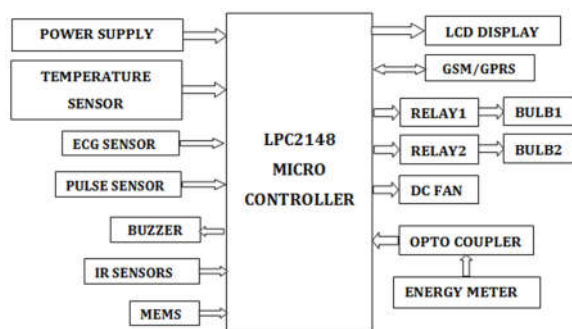 POWER SUPPLY
TEMPERATURE
SENSOR
ECG SENSOR
PULSE SENSOR
BUZZER
IR SENSORS
MEMS
LPC2148
MICRO
CONTROLLER
LCD DISPLAY
GSM/GPRS
RELAY1
BULB1
RELAY2
BULB2
DC FAN
OPTO COUPLER
ENERGY METER